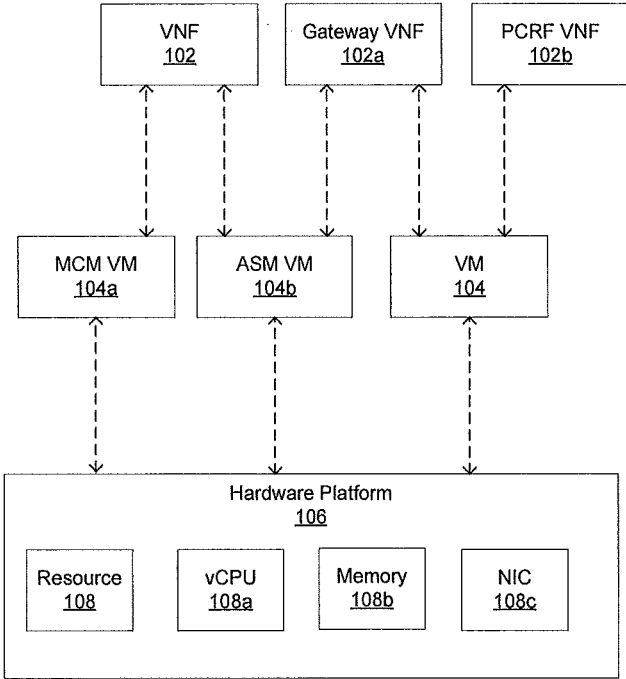 VNF
102
Gateway VNF
102a
PCRF VNF
102b
MCM VM
104a
ASM VM
104b
VM
104
Hardware Platform
106
Resource
108
vCPU
108a
Memory
108b
NIC
108c